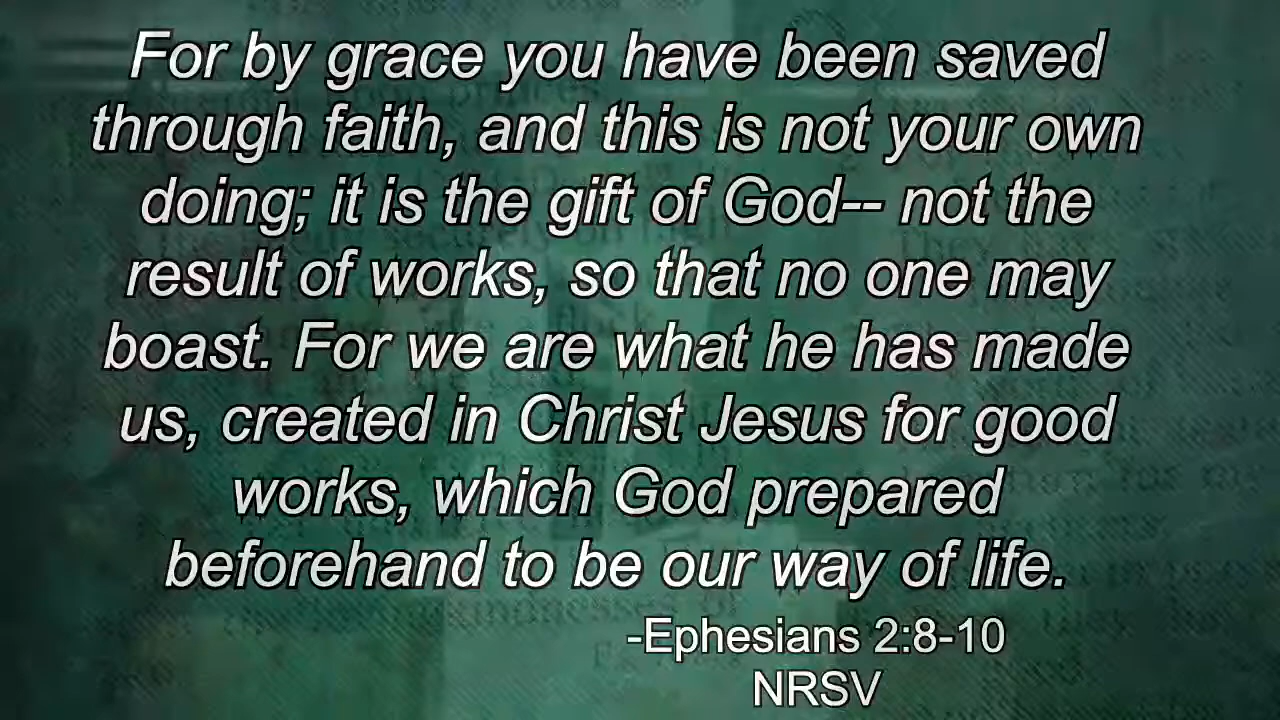 For by grace you have been saved
through faith, and this is not your own
doing; it is the gift of God-- not the
result of works, so that no one may
boast. For we are what he has made
us, created in Christ Jesus for good
works, which God prepared
beforehand to be our way of life.
-Ephesians 2:8-10
NRSV